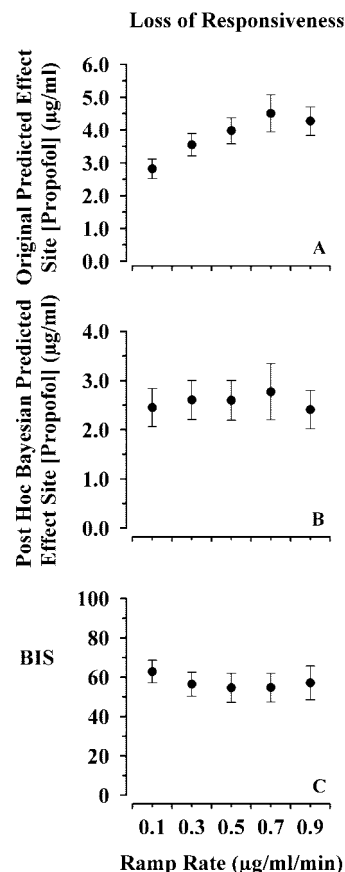 Loss of Responsiveness
Original Predicted Effect
Site [Propofol] (μg/ml)
6.0
5.0
4.0
3.0
2.0
1.0
0.0
A
Post Hoc Bayesian Predicted
Effect Site [Propofol] (μg/ml)
4.0
3.0
2.0
1.0
0.0
B
BIS
100
80
60
40
20
0
C
0.1 0.3 0.5 0.7 0.9
Ramp Rate (μg/ml/min)